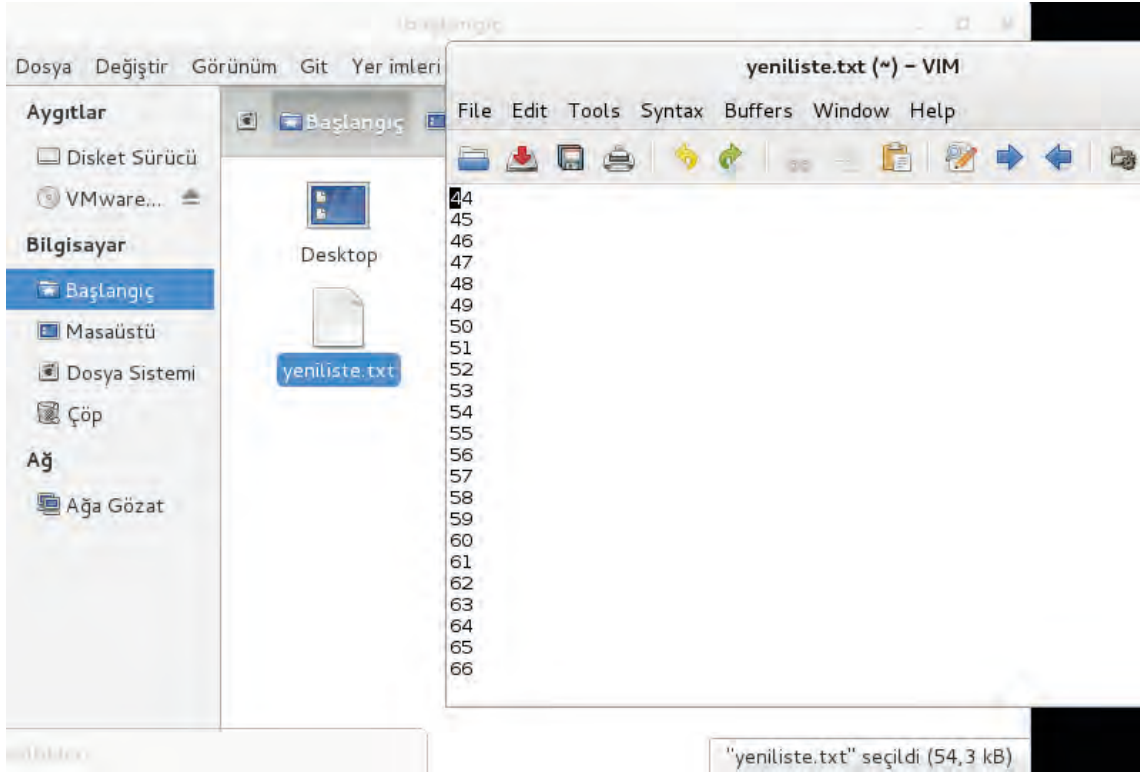 Dosya Değiştir Görünüm Git Yer imleri
Aygıtlar
Disket Sürücü
VMware...
Bilgisayar
Başlangıç
Masaüstü
Dosya Sistemi
Çöp
Ağ
Ağa Gözat
Başlangıç
Desktop
yeniliste.txt
yeniliste.txt (~) - VIM
File Edit Tools Syntax Buffers Window Help
44
45
46
47
48
49
50
51
52
53
54
55
56
57
58
59
60
61
62
63
64
65
66
"yeniliste.txt" seçildi (54,3 kB)